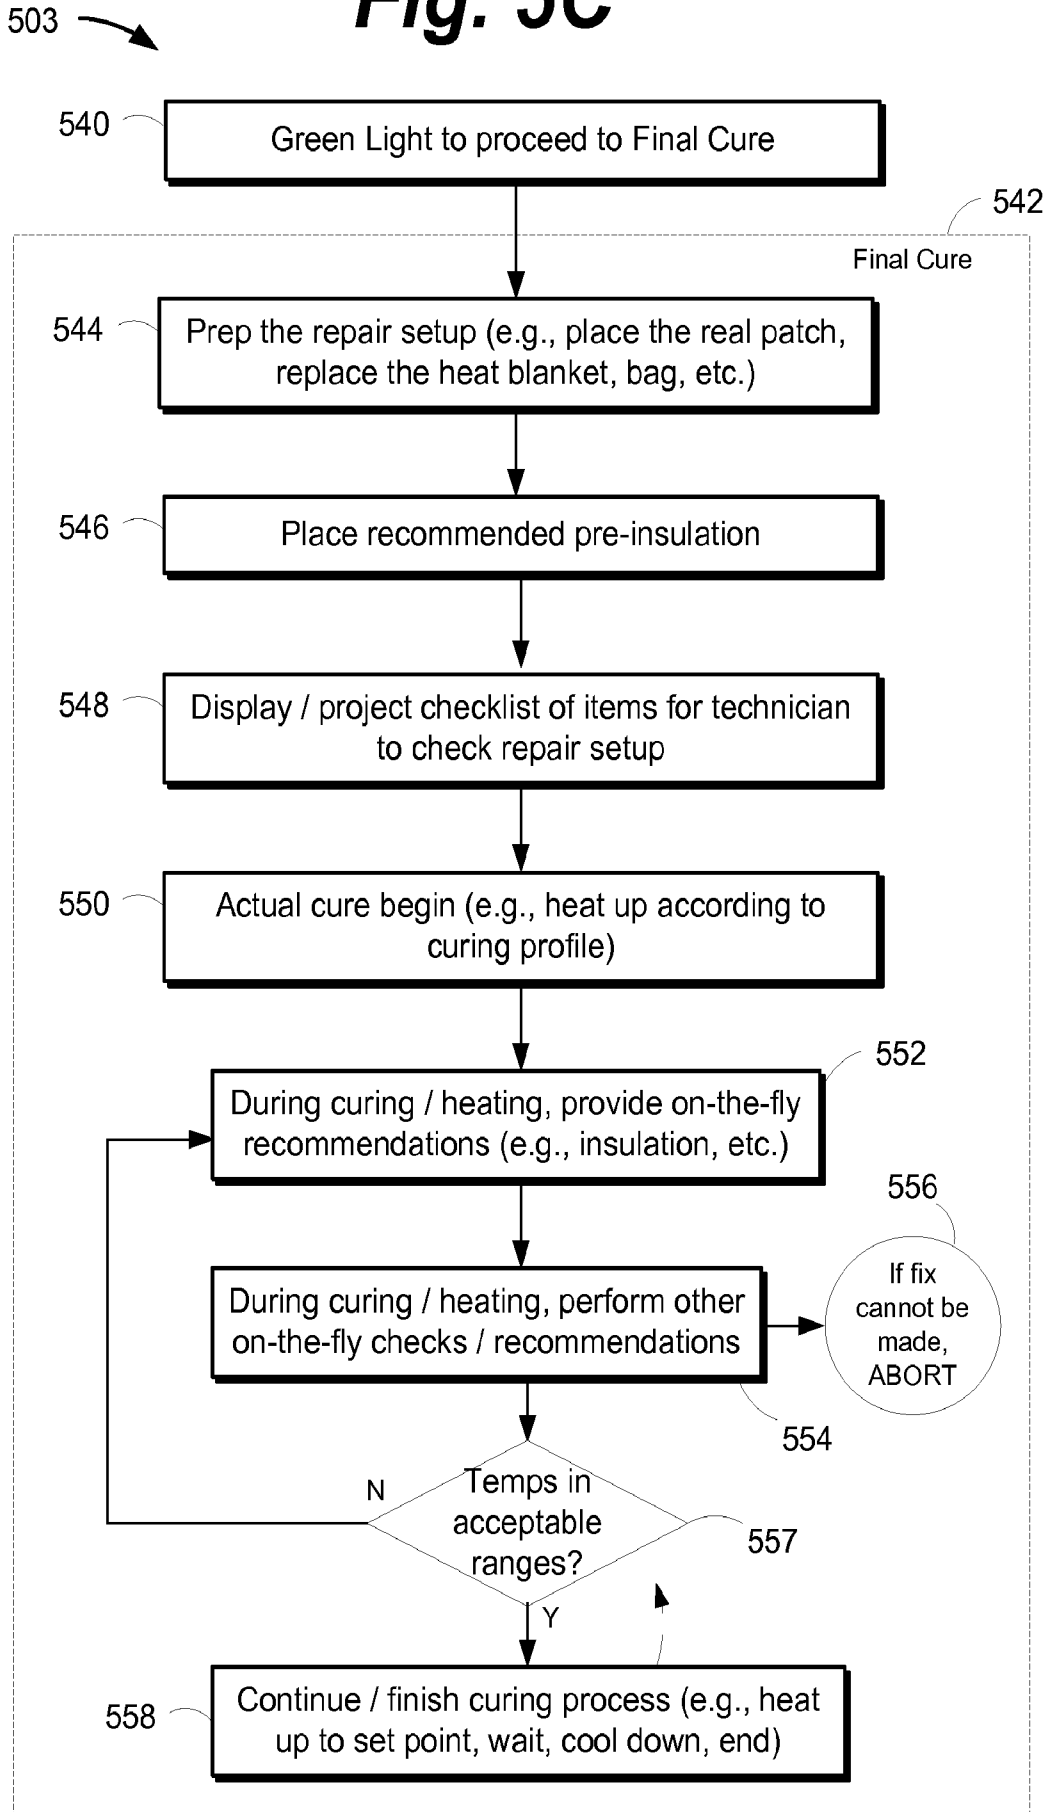 Fig. 5C
503
540
Green Light to proceed to Final Cure
542
Final Cure
544
Prep the repair setup (e.g., place the real patch,
replace the heat blanket, bag, etc.)
546
Place recommended pre-insulation
548
Display / project checklist of items for technician
to check repair setup
550
Actual cure begin (e.g., heat up according to
curing profile)
552
During curing / heating, provide on-the-fly
recommendations (e.g., insulation, etc.)
556
If fix
cannot be
made,
ABORT
During curing / heating, perform other
on-the-fly checks / recommendations
554
N
Temps in
acceptable
ranges?
557
Y
558
Continue / finish curing process (e.g., heat
up to set point, wait, cool down, end)